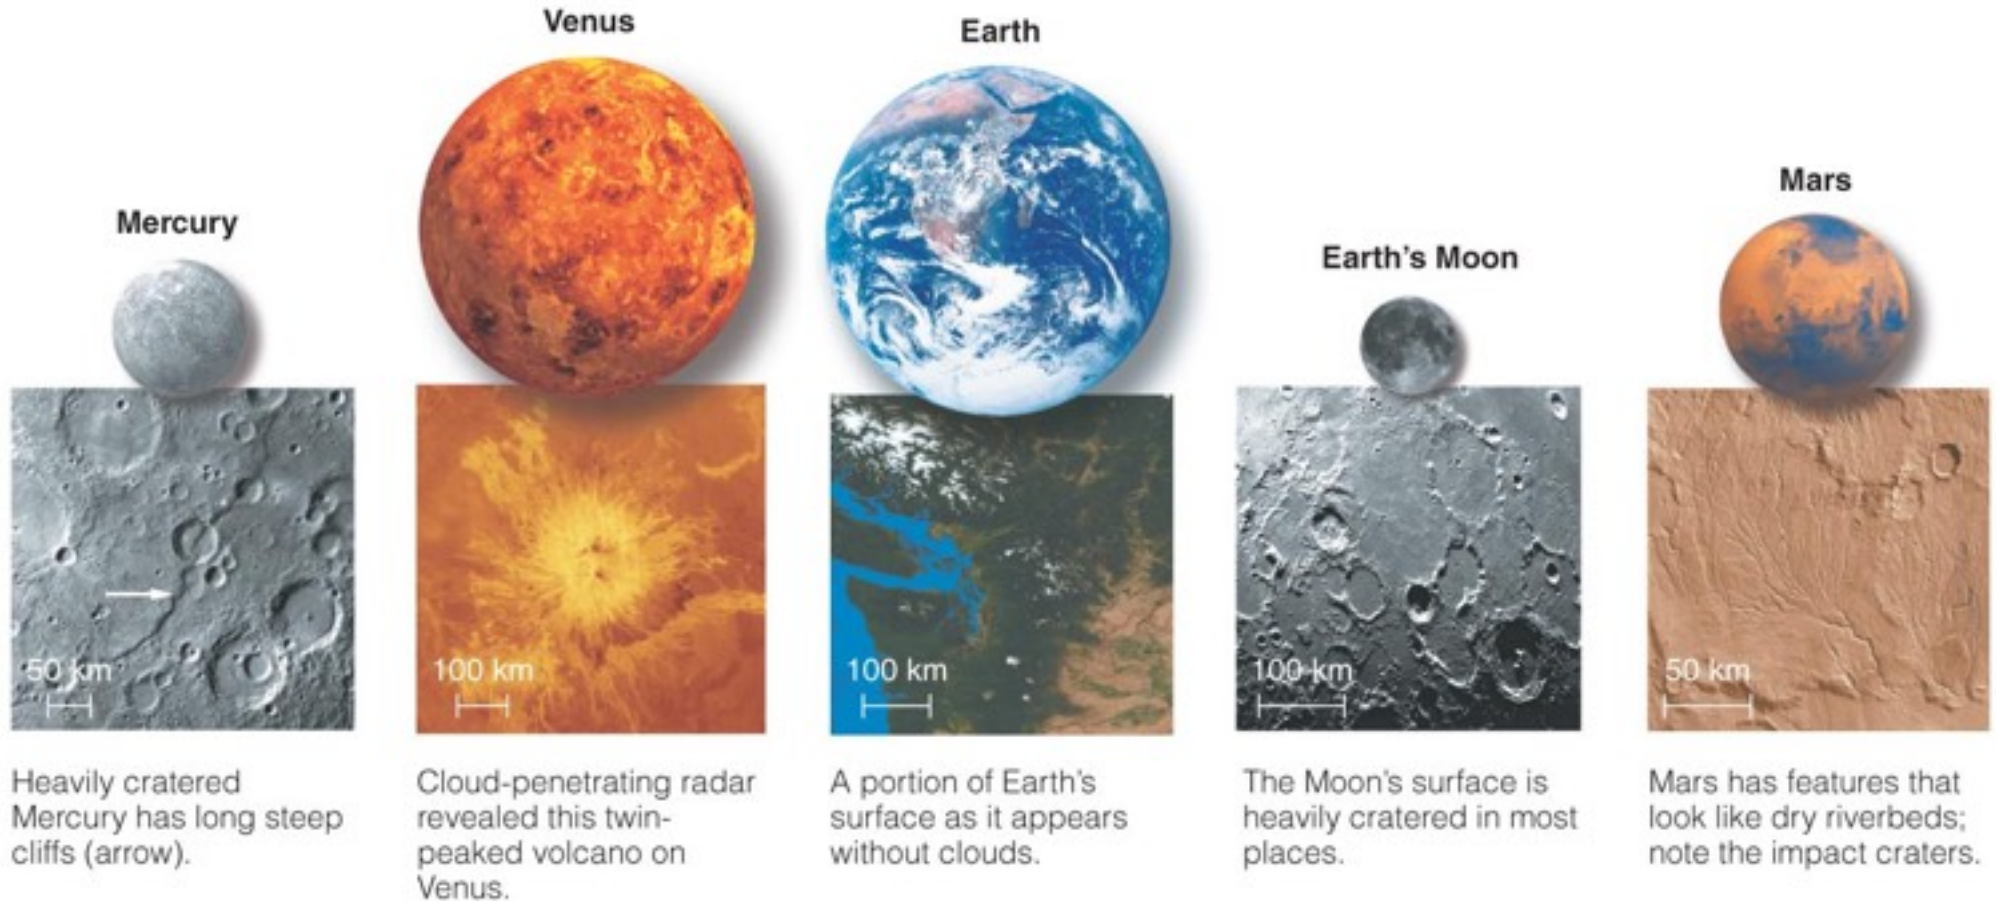 Venus
Earth
Mars
Mercury
Earth's Moon
50 km
100 km
100 km
100 km
50 km
Heavily cratered
Mercury has long steep
cliffs (arrow).
Cloud-penetrating radar
revealed this twin-
peaked volcano on
Venus.
A portion of Earth's
surface as it appears
without clouds.
The Moon's surface is
heavily cratered in most
places.
Mars has features that
look like dry riverbeds;
note the impact craters.